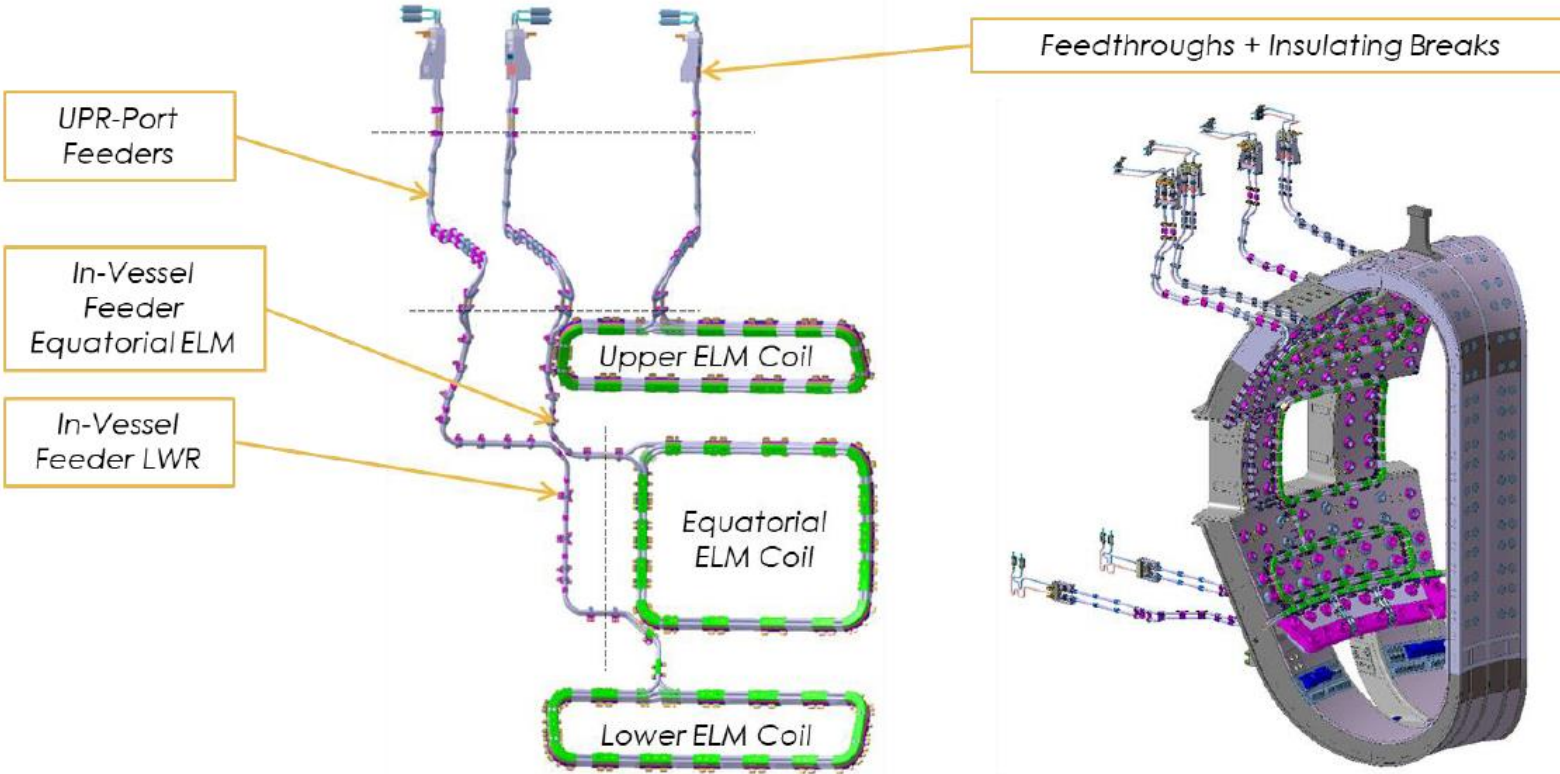 Feedthroughs + Insulating Breaks
UPR-Port
Feeders
In-Vessel
Feeder
Equatorial ELM
In-Vessel
Feeder LWR
Upper ELM Coil
Equatorial
ELM Coil
Lower ELM Coil